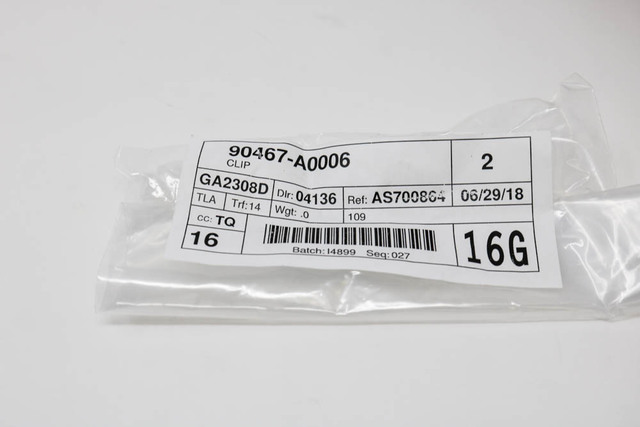 90467-A0006
CLIP
2
GA2308D Dlr: 04136 Ref: AS700864 06/29/18
TLA Trf: 14 Wgt: .0 109
cc: TQ
16
Batch: I4899 Seq: 027
16G